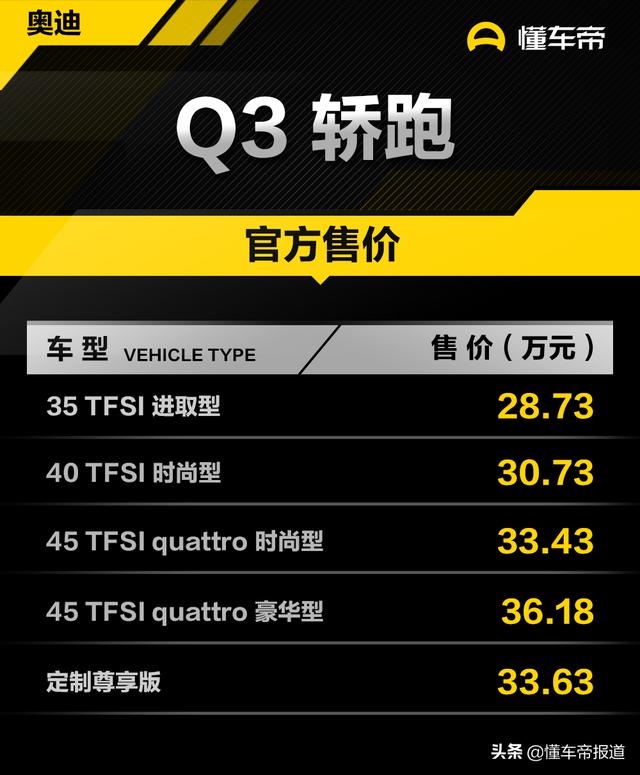 奥迪
懂车帝
Q3 轿跑
官方售价
车型 VEHICLE TYPE 售价(万元)
35 TFSI 进取型 28.73
40 TFSI 时尚型 30.73
45 TFSI quattro 时尚型 33.43
45 TFSI quattro 豪华型 36.18
定制尊享版 33.63
头条 @懂车帝报道